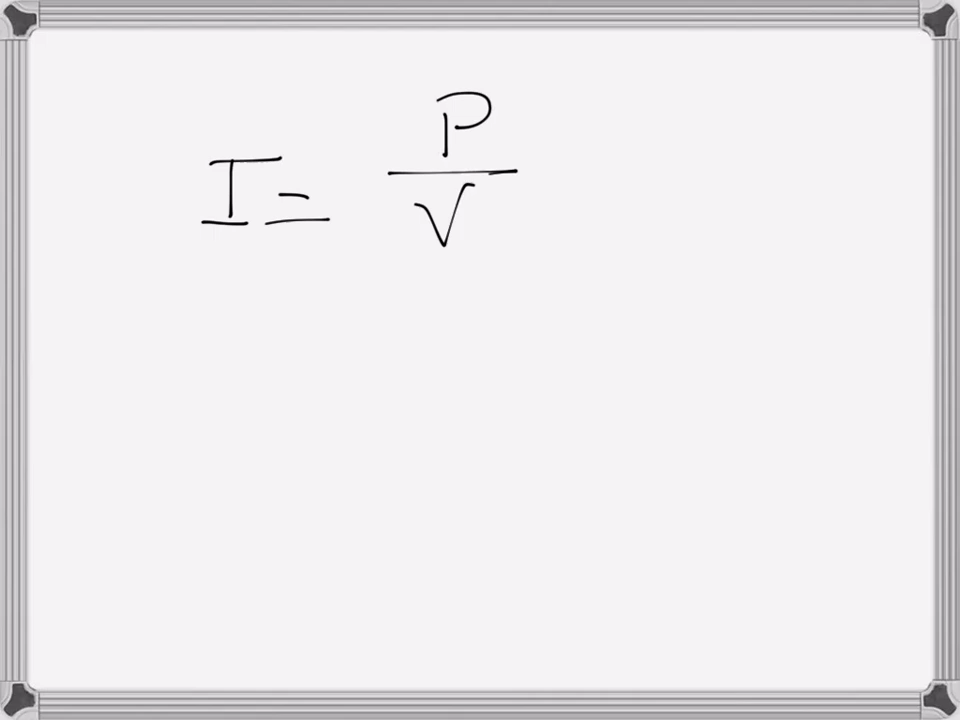 I = P/V